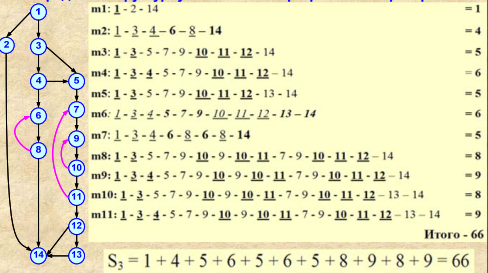 1
2
3
4
5
6
7
8
9
10
11
12
14
13
m1: 1 - 2 - 14 = 1
m2: 1 - 3 - 4 – 6 – 8 – 14 = 4
m3: 1 - 3 - 5 - 7 - 9 - 10 - 11 - 12 - 14 = 5
m4: 1 - 3 - 4 - 5 - 7 - 9 - 10 - 11 - 12 – 14 = 6
m5: 1 - 3 - 5 - 7 - 9 - 10 - 11 - 12 - 13 - 14 = 5
m6: 1 - 3 - 4 - 5 - 7 - 9 - 10 - 11 - 12 - 13 – 14 = 6
m7: 1 - 3 - 4 - 6 - 8 - 6 - 8 - 14 = 5
m8: 1 - 3 - 5 - 7 - 9 - 10 - 9 - 10 - 11 - 7 - 9 - 10 - 11 - 12 – 14 = 8
m9: 1 - 3 - 4 - 5 - 7 - 9 - 10 - 9 - 10 - 11 - 7 - 9 - 10 - 11 - 12 – 14 = 9
m10: 1 - 3 - 5 - 7 - 9 - 10 - 9 - 10 - 11 - 7 - 9 - 10 - 11 - 12 – 13 – 14 = 8
m11: 1 - 3 - 4 - 5 - 7 - 9 - 10 - 9 - 10 - 11 - 7 - 9 - 10 - 11 - 12 – 13 – 14 = 9
Итого - 66
S3 = 1 + 4 + 5 + 6 + 5 + 6 + 5 + 8 + 9 + 8 + 9 = 66